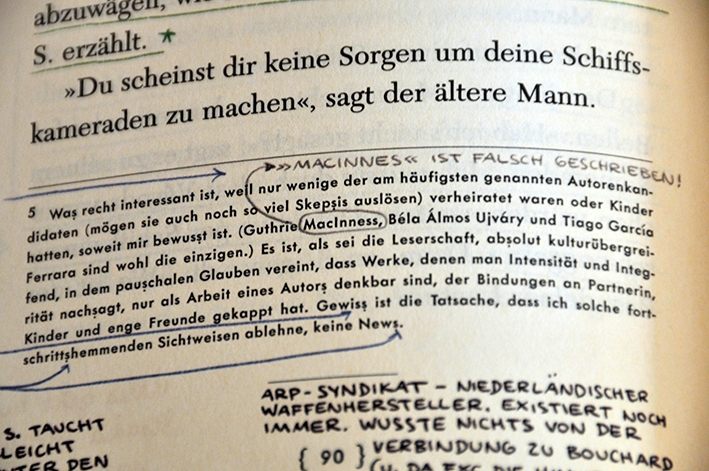 abzuwägen,
S. erzählt. *
»Du scheinst dir keine Sorgen um deine Schiffs-
kameraden zu machen«, sagt der ältere Mann.
»MACINNES« IST FALSCH GESCHRIEBEN!
5 Was recht interessant ist, weil nur wenige der am häufigsten genannten Autorenkan-
didaten (mögen sie auch noch so viel Skepsis auslösen) verheiratet waren oder Kinder
hatten, soweit mir bewusst ist. (Guthrie MacInness, Béla Álmos Ujváry und Tiago García
Ferrara sind wohl die einzigen.) Es ist, als sei die Leserschaft, absolut kulturübergrei-
fend, in dem pauschalen Glauben vereint, dass Werke, denen man Intensität und Integ-
rität nachsagt, nur als Arbeit eines Autors denkbar sind, der Bindungen an Partnerin,
Kinder und enge Freunde gekappt hat. Gewiss ist die Tatsache, dass ich solche fort-
schrittshemmenden Sichtweisen ablehne, keine News.
ARP-SYNDIKAT - NIEDERLÄNDISCHER
WAFFENHERSTELLER. EXISTIERT NOCH
IMMER. WUSSTE NICHTS VON DER
VERBINDUNG ZU BOUCHARD
S. TAUCHT
LEICHT
DEN
{ 90 }